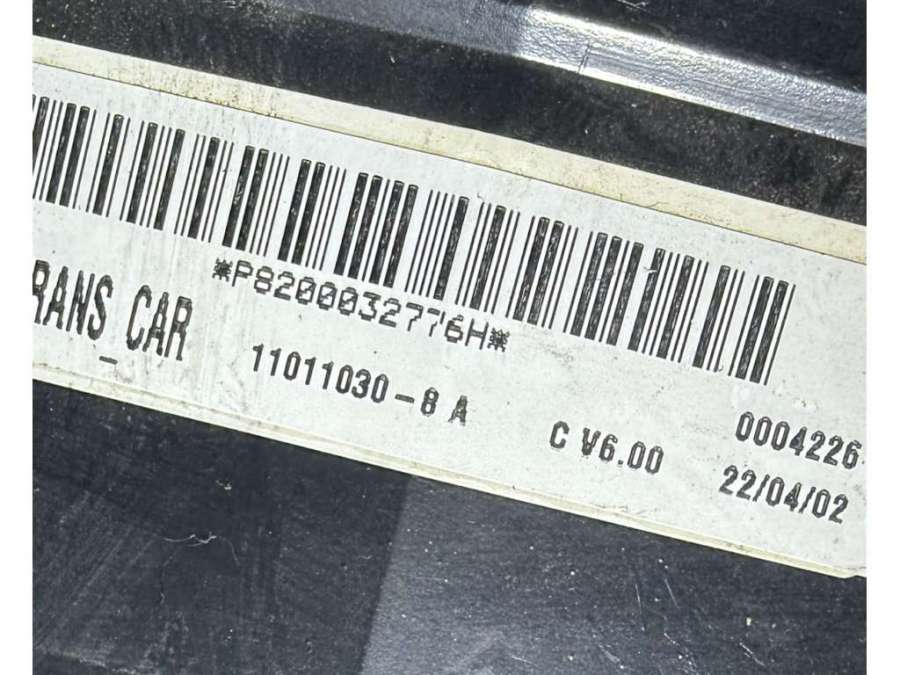 *P8200032776H*
RANS_CAR
11011030-8 A
C V6.00
0004226
22/04/02